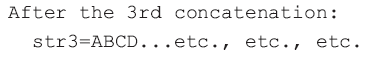 After the 3rd concatenation:
str3=ABCD...etc., etc., etc.